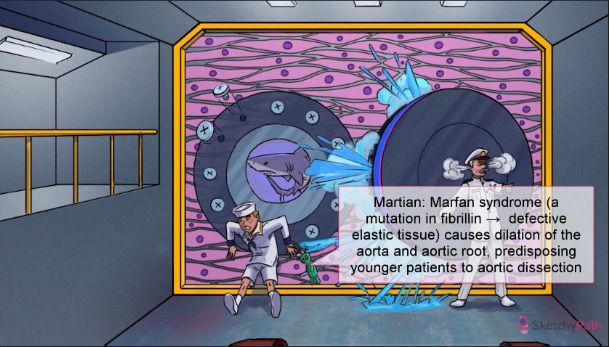 Martian: Marfan syndrome (a
mutation in fibrillin → defective
elastic tissue) causes dilation of the
aorta and aortic root, predisposing
younger patients to aortic dissection
SketchyPath